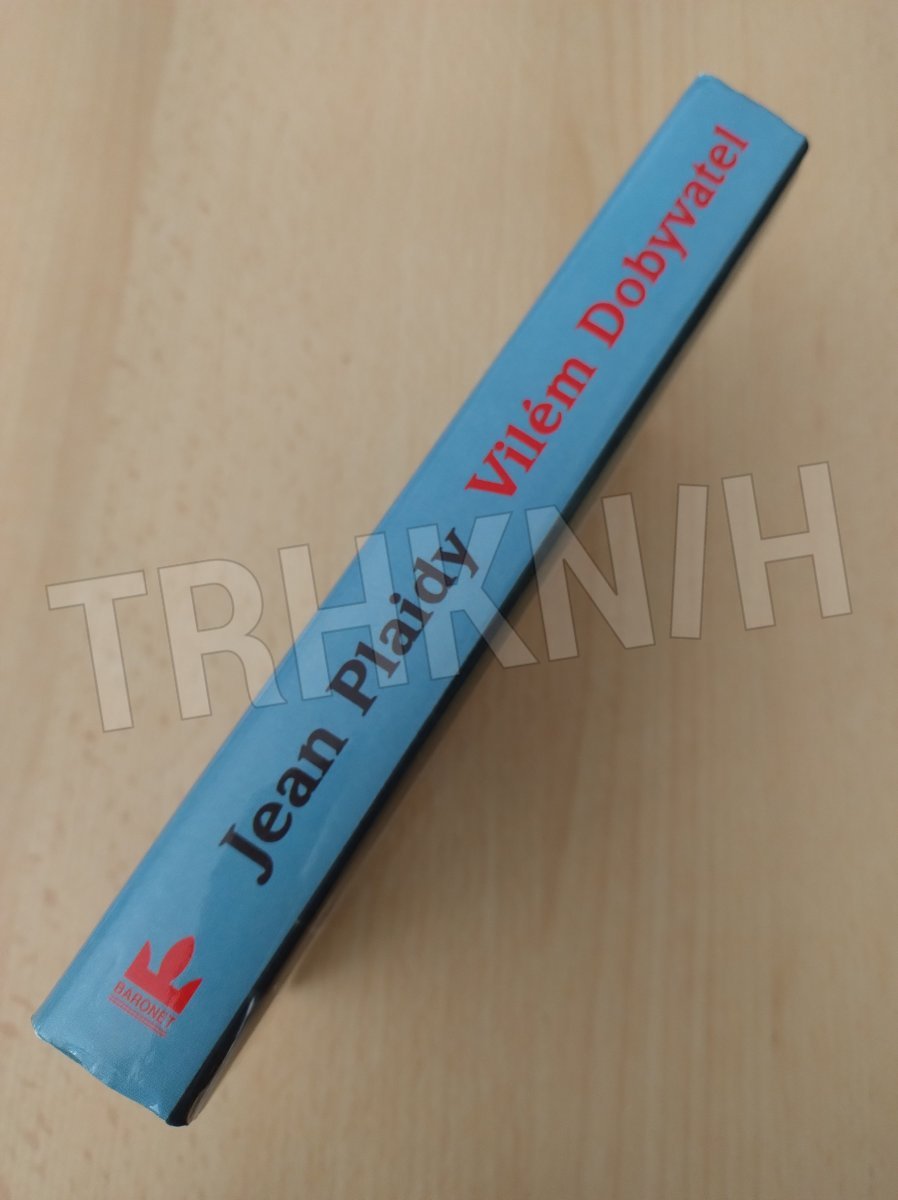 Jean Plaidy Vilém Dobyvatel
BARONET
TRHKNIH